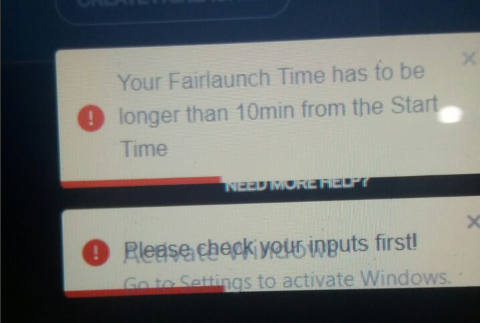 Your Fairlaunch Time has to be
longer than 10min from the Start
Time
NEED MORE HELP?
Please check your inputs first!
Activate Windows
Go to Settings to activate Windows.